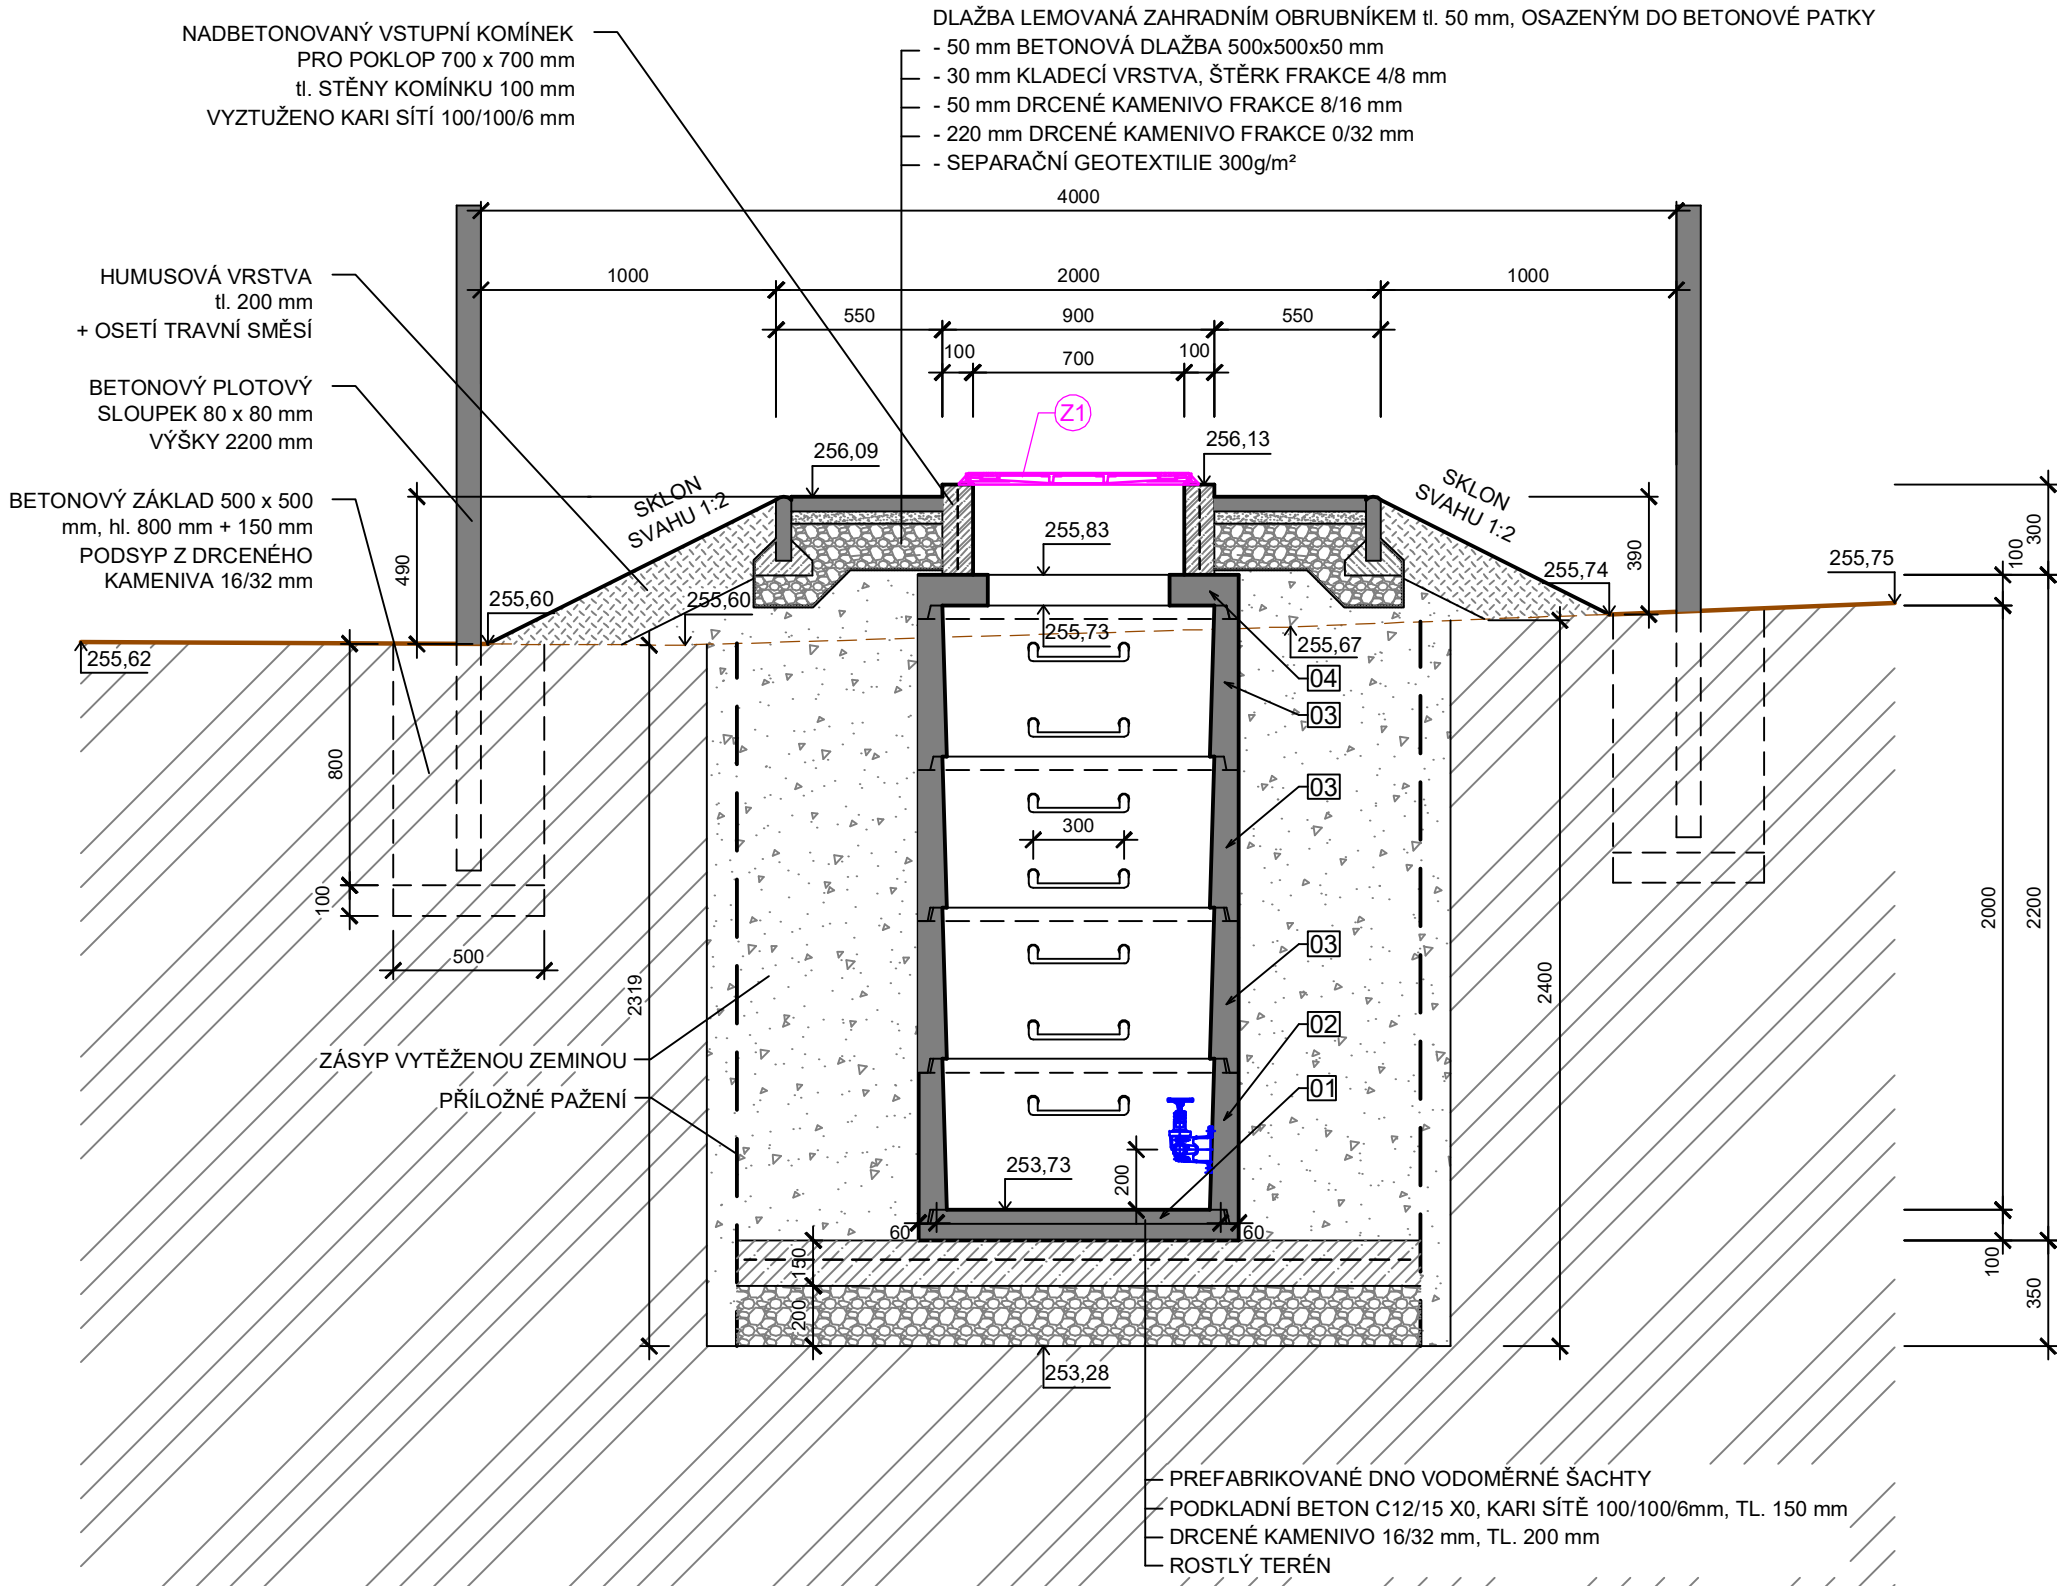 DLAŽBA LEMOVANÁ ZAHRADNÍM OBRUBNÍKEM tl. 50 mm, OSAZENÝM DO BETONOVÉ PATKY
- 50 mm BETONOVÁ DLAŽBA 500x500x50 mm
- 30 mm KLADECÍ VRSTVA, ŠTĚRK FRAKCE 4/8 mm
- 50 mm DRCENÉ KAMENIVO FRAKCE 8/16 mm
- 220 mm DRCENÉ KAMENIVO FRAKCE 0/32 mm
- SEPARAČNÍ GEOTEXTILIE 300g/m²
NADBETONOVANÝ VSTUPNÍ KOMÍNEK
PRO POKLOP 700 x 700 mm
tl. STĚNY KOMÍNKU 100 mm
VYZTUŽENO KARI SÍTÍ 100/100/6 mm
HUMUSOVÁ VRSTVA
tl. 200 mm
+ OSETÍ TRAVNÍ SMĚSÍ
BETONOVÝ PLOTOVÝ
SLOUPEK 80 x 80 mm
VÝŠKY 2200 mm
BETONOVÝ ZÁKLAD 500 x 500
mm, hl. 800 mm + 150 mm
PODSYP Z DRCENÉHO
KAMENIVA 16/32 mm
4000
1000
2000
1000
550
900
550
100
700
100
Z1
256,09
256,13
SKLON
SVAHU 1:2
SKLON
SVAHU 1:2
255,83
255,74
255,75
490
390
300
100
255,60
255,60
255,73
255,67
255,62
04
03
03
03
02
01
800
100
500
300
2319
2400
2000
2200
ZÁSYP VYTĚŽENOU ZEMINOU
PŘÍLOŽNÉ PAŽENÍ
253,73
200
60
60
150
200
100
350
253,28
PREFABRIKOVANÉ DNO VODOMĚRNÉ ŠACHTY
PODKLADNÍ BETON C12/15 X0, KARI SÍTĚ 100/100/6mm, TL. 150 mm
DRCENÉ KAMENIVO 16/32 mm, TL. 200 mm
ROSTLÝ TERÉN